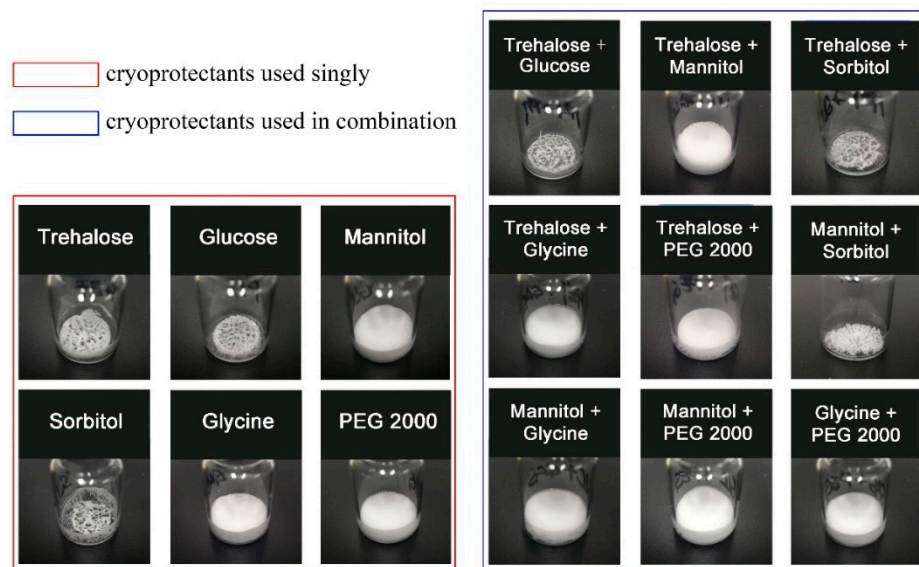 cryoprotectants used singly
cryoprotectants used in combination
Trehalose
Glucose
Mannitol
Sorbitol
Glycine
PEG 2000
Trehalose +
Glucose
Trehalose +
Mannitol
Trehalose +
Sorbitol
Trehalose +
Glycine
Trehalose +
PEG 2000
Mannitol +
Sorbitol
Mannitol +
Glycine
Mannitol +
PEG 2000
Glycine +
PEG 2000